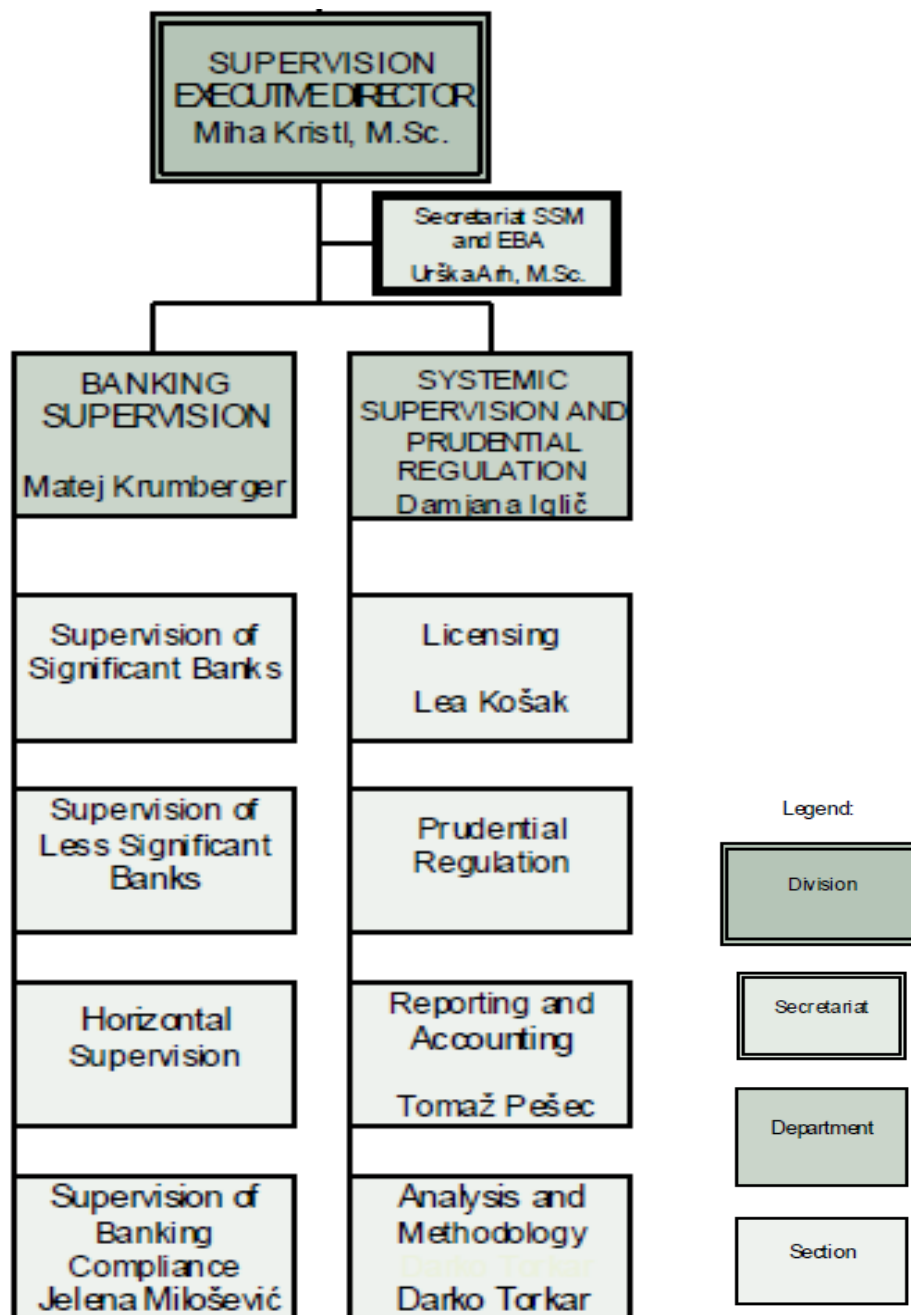 SUPERVISION
EXECUTIVE DIRECTOR
Miha Kristl, M.Sc.
Secretariat SSM
and EBA
Urška Arh, M.Sc.
BANKING
SUPERVISION
Matej Krumberger
SYSTEMIC
SUPERVISION AND
PRUDENTIAL
REGULATION
Damjana Iglič
Supervision of
Significant Banks
Licensing
Lea Košak
Supervision of
Less Significant
Banks
Prudential
Regulation
Horizontal
Supervision
Reporting and
Accounting
Tomaž Pešec
Supervision of
Banking
Compliance
Jelena Milošević
Analysis and
Methodology
Darko Torkar
Darko Torkar
Legend:
Division
Secretariat
Department
Section